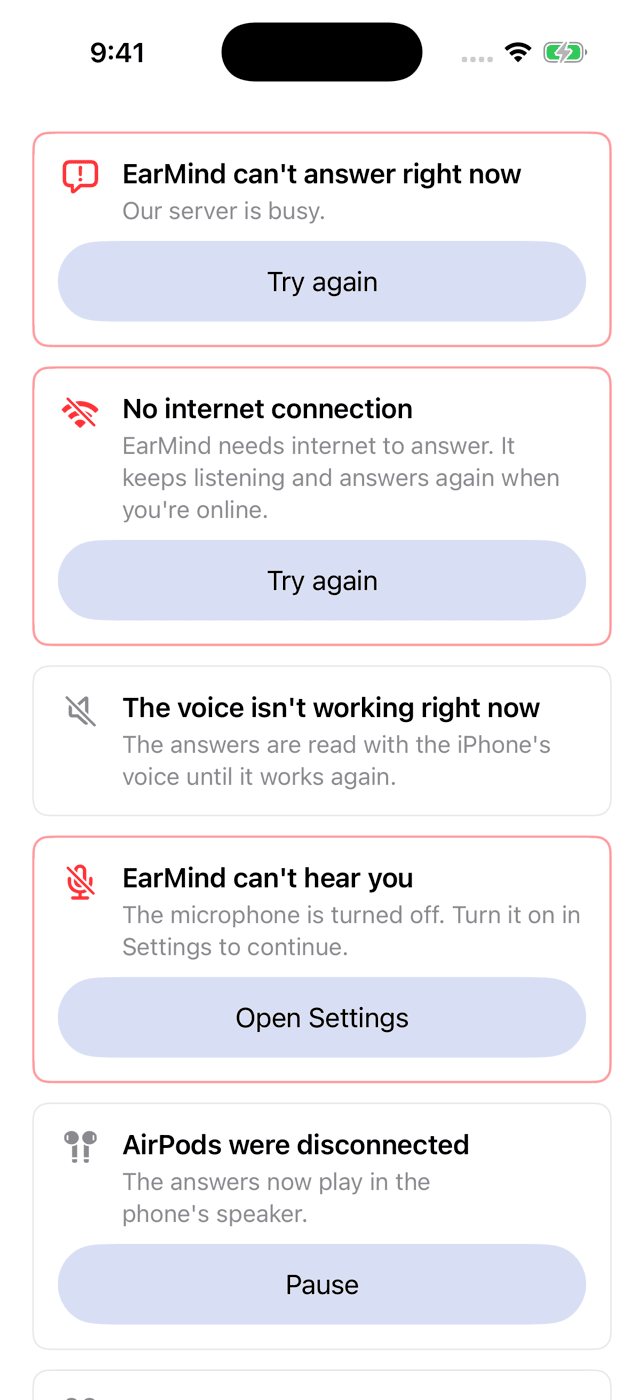 9:41
EarMind can't answer right now
Our server is busy.
Try again
No internet connection
EarMind needs internet to answer. It
keeps listening and answers again when
you're online.
Try again
The voice isn't working right now
The answers are read with the iPhone's
voice until it works again.
EarMind can't hear you
The microphone is turned off. Turn it on in
Settings to continue.
Open Settings
AirPods were disconnected
The answers now play in the
phone's speaker.
Pause